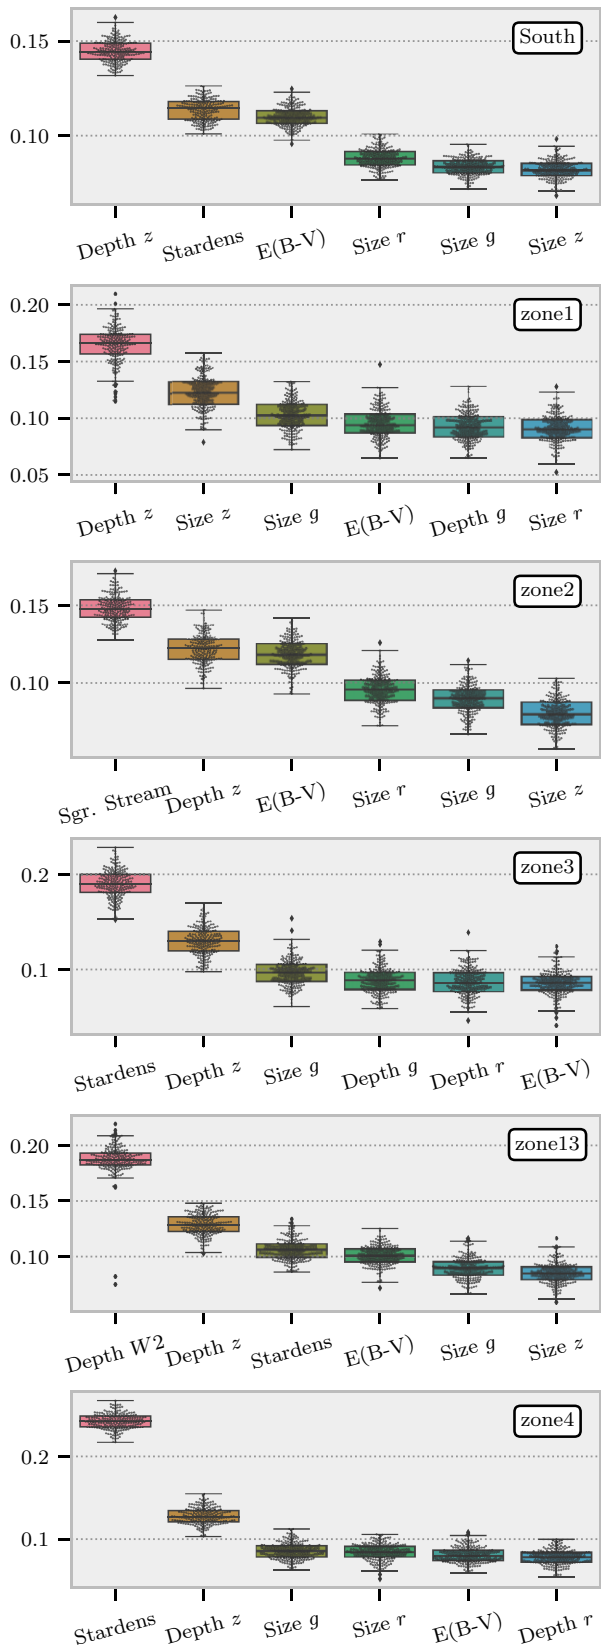 South
0.15
0.10
Depth z Stardens E(B-V) Size r Size g Size z
zone1
0.20
0.15
0.10
0.05
Depth z Size z Size g E(B-V) Depth g Size r
zone2
0.15
0.10
Sgr. Stream Depth z E(B-V) Size r Size g Size z
zone3
0.2
0.1
Stardens Depth z Size g Depth g Depth r E(B-V)
zone13
0.20
0.15
0.10
Depth W2 Depth z Stardens E(B-V) Size g Size z
zone4
0.2
0.1
Stardens Depth z Size g Size r E(B-V) Depth r